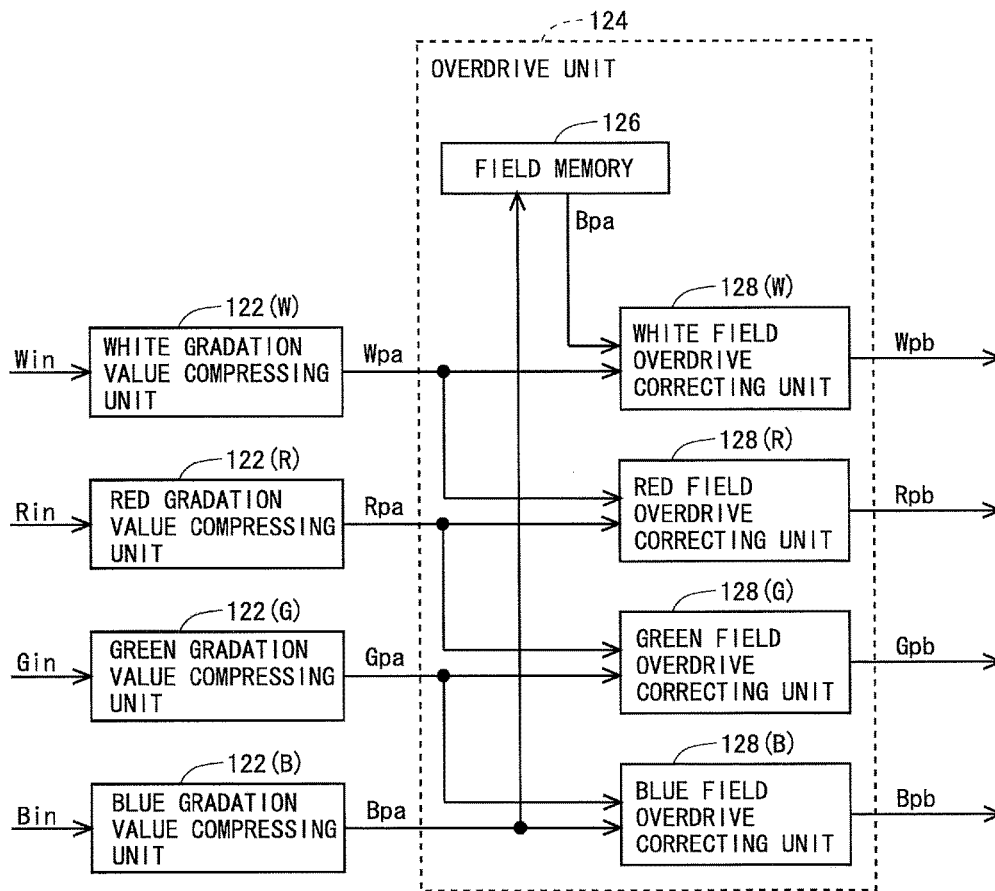 124
OVERDRIVE UNIT
126
FIELD MEMORY
Bpa
122(W)
128(W)
Win
WHITE GRADATION
VALUE COMPRESSING
UNIT
Wpa
WHITE FIELD
OVERDRIVE
CORRECTING UNIT
Wpb
122(R)
128(R)
Rin
RED GRADATION
VALUE COMPRESSING
UNIT
Rpa
RED FIELD
OVERDRIVE
CORRECTING UNIT
Rpb
122(G)
128(G)
Gin
GREEN GRADATION
VALUE COMPRESSING
UNIT
Gpa
GREEN FIELD
OVERDRIVE
CORRECTING UNIT
Gpb
122(B)
128(B)
Bin
BLUE GRADATION
VALUE COMPRESSING
UNIT
Bpa
BLUE FIELD
OVERDRIVE
CORRECTING UNIT
Bpb